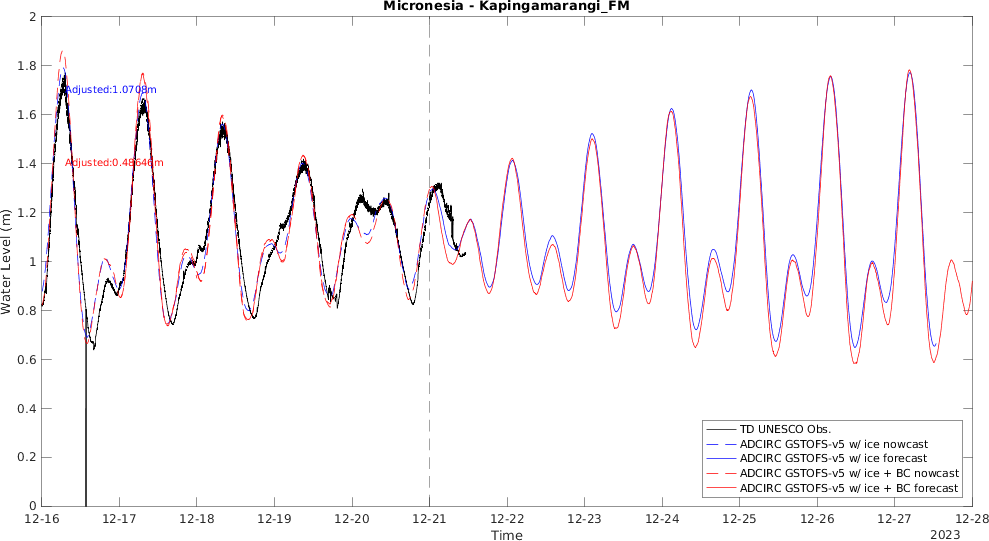 Micronesia - Kapingamarangi_FM
2
1.8
1.6
1.4
1.2
1
0.8
0.6
0.4
0.2
0
Water Level (m)
Adjusted:1.0708m
Adjusted:0.48646m
TD UNESCO Obs.
ADCIRC GSTOFS-v5 w/ ice nowcast
ADCIRC GSTOFS-v5 w/ ice forecast
ADCIRC GSTOFS-v5 w/ ice + BC nowcast
ADCIRC GSTOFS-v5 w/ ice + BC forecast
12-16 12-17 12-18 12-19 12-20 12-21 12-22 12-23 12-24 12-25 12-26 12-27 12-28
Time
2023